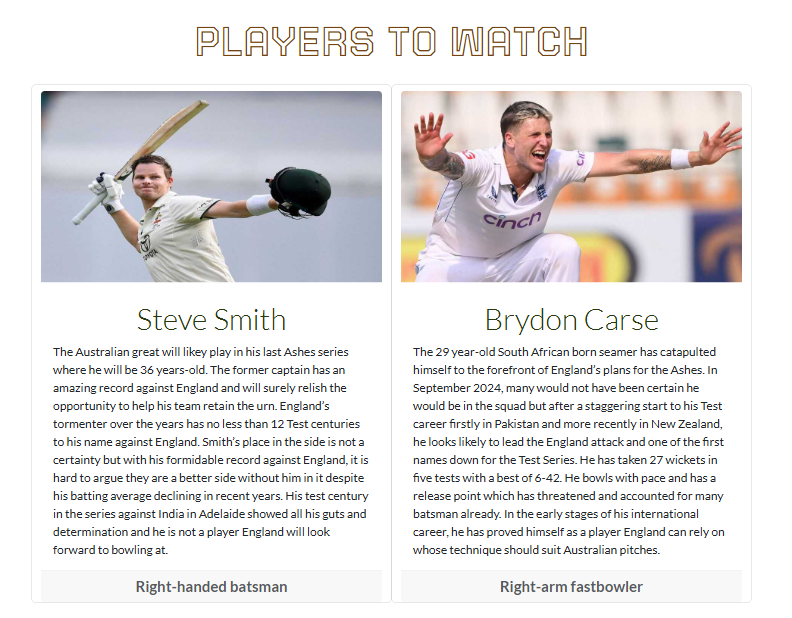 PLAYERS TO WATCH
cinch
Steve Smith
The Australian great will likey play in his last Ashes series
where he will be 36 years-old. The former captain has an
amazing record against England and will surely relish the
opportunity to help his team retain the urn. England's
tormenter over the years has no less than 12 Test centuries
to his name against England. Smith's place in the side is not a
certainty but with his formidable record against England, it is
hard to argue they are a better side without him in it despite
his batting average declining in recent years. His test century
in the series against India in Adelaide showed all his guts and
determination and he is not a player England will look
forward to bowling at.
Right-handed batsman
Brydon Carse
The 29 year-old South African born seamer has catapulted
himself to the forefront of England's plans for the Ashes. In
September 2024, many would not have been certain he
would be in the squad but after a staggering start to his Test
career firstly in Pakistan and more recently in New Zealand,
he looks likely to lead the England attack and one of the first
names down for the Test Series. He has taken 27 wickets in
five tests with a best of 6-42. He bowls with pace and has a
release point which has threatened and accounted for many
batsman already. In the early stages of his international
career, he has proved himself as a player England can rely on
whose technique should suit Australian pitches.
Right-arm fastbowler